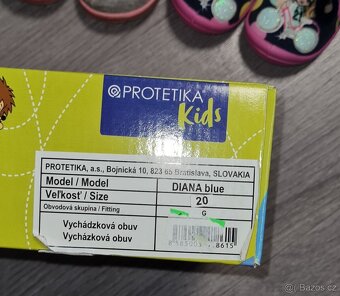 PROTETIKA
Kids
PROTETIKA, a.s., Bojnická 10, 823 65 Bratislava, SLOVAKIA
Model / Model DIANA blue
Veľkosť / Size 20
Obvodová skupina / Fitting G
Vychádzková obuv
Vycházková obuv
Bazos.cz